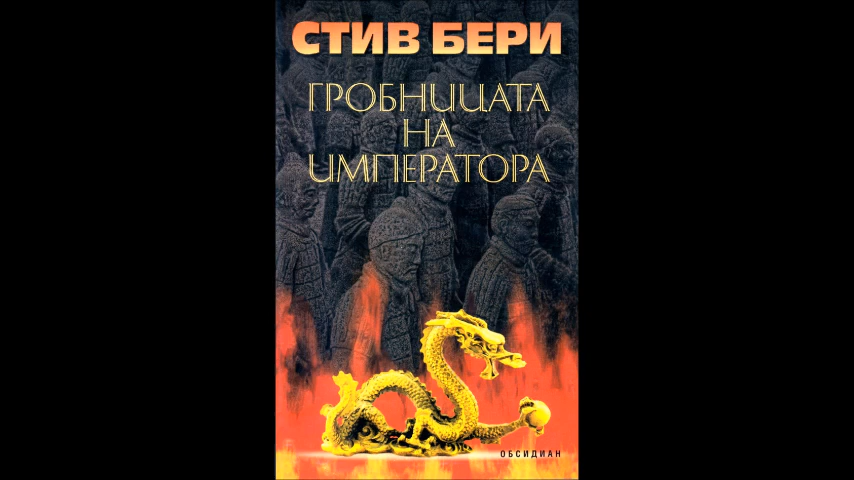 СТИВ БЕРИ
ГРОБНИЦАТА
НА
ИМПЕРАТОРА
ОБСИДИАН